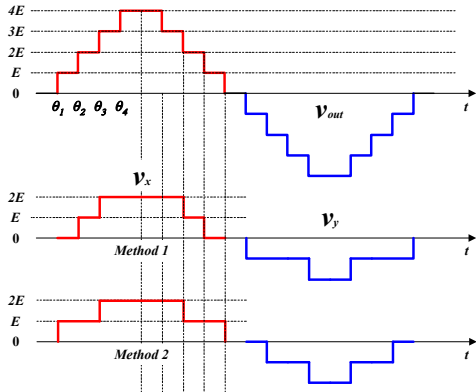 4E
3E
2E
E
0
θ1 θ2 θ3 θ4
vout
t
vx
vy
2E
E
0
Method 1
t
2E
E
0
Method 2
t